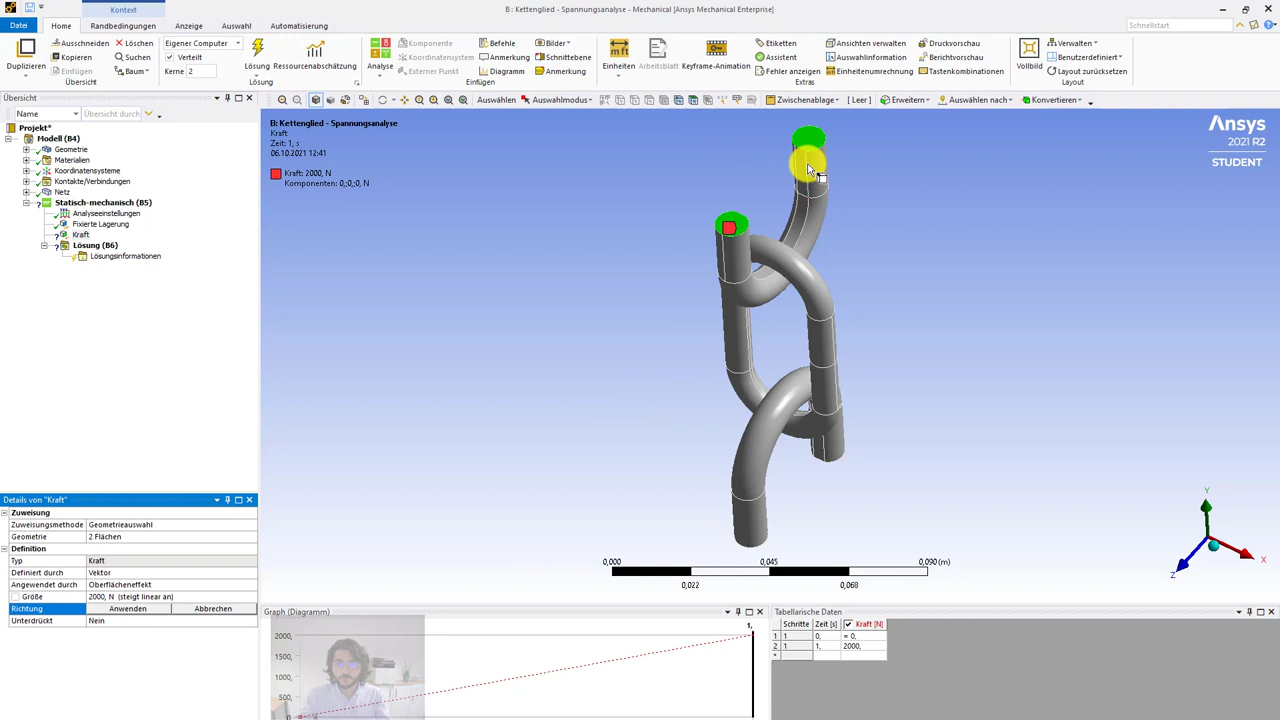 B : Kettenglied - Spannungsanalyse - Mechanical [Ansys Mechanical Enterprise]
Kontext
Datei Home Randbedingungen Anzeige Auswahl Automatisierung
Schnellstart
Duplizieren
Ausschneiden
Kopieren
Einfügen
Löschen
Suchen
Baum
Übersicht
Eigener Computer
Verteilt
Kerne 2
Lösung
Ressourcenabschätzung
Lösung
Analyse
Komponente
Koordinatensystem
Externer Punkt
Befehle
Anmerkung
Diagramm
Bilder
Schnittebene
Anmerkung
Einfügen
Einheiten
Arbeitsblatt
Keyframe-Animation
Etiketten
Assistent
Fehler anzeigen
Ansichten verwalten
Auswahlinformation
Einheitenumrechnung
Druckvorschau
Berichtvorschau
Tastenkombinationen
Extras
Vollbild
Verwalten
Benutzerdefiniert
Layout zurücksetzen
Layout
Auswählen Auswahlmodus Zwischenablage [ Leer ] Erweitern Auswählen nach Konvertieren
Übersicht
Name Übersicht durch
Projekt*
Modell (B4)
Geometrie
Materialien
Koordinatensysteme
Kontakte/Verbindungen
Netz
Statisch-mechanisch (B5)
Analyseeinstellungen
Fixierte Lagerung
Kraft
Lösung (B6)
Lösungsinformationen
B: Kettenglied - Spannungsanalyse
Kraft
Zeit: 1, s
06.10.2021 12:41
Kraft: 2000, N
Komponenten: 0,;0,;0, N
Ansys
2021 R2
STUDENT
Y
X
Z
0,000 0,045 0,090 (m)
0,022 0,068
Details von "Kraft"
Zuweisung
Zuweisungsmethode Geometrieauswahl
Geometrie 2 Flächen
Definition
Typ Kraft
Definiert durch Vektor
Angewendet durch Oberflächeneffekt
Größe 2000, N (steigt linear an)
Richtung Anwenden Abbrechen
Unterdrückt Nein
Graph (Diagramm)
1,
2000,
1500,
1000,
500,
0,
Tabellarische Daten
Schritte Zeit [s] Kraft [N]
1 1 0, = 0,
2 1 1, 2000,
*